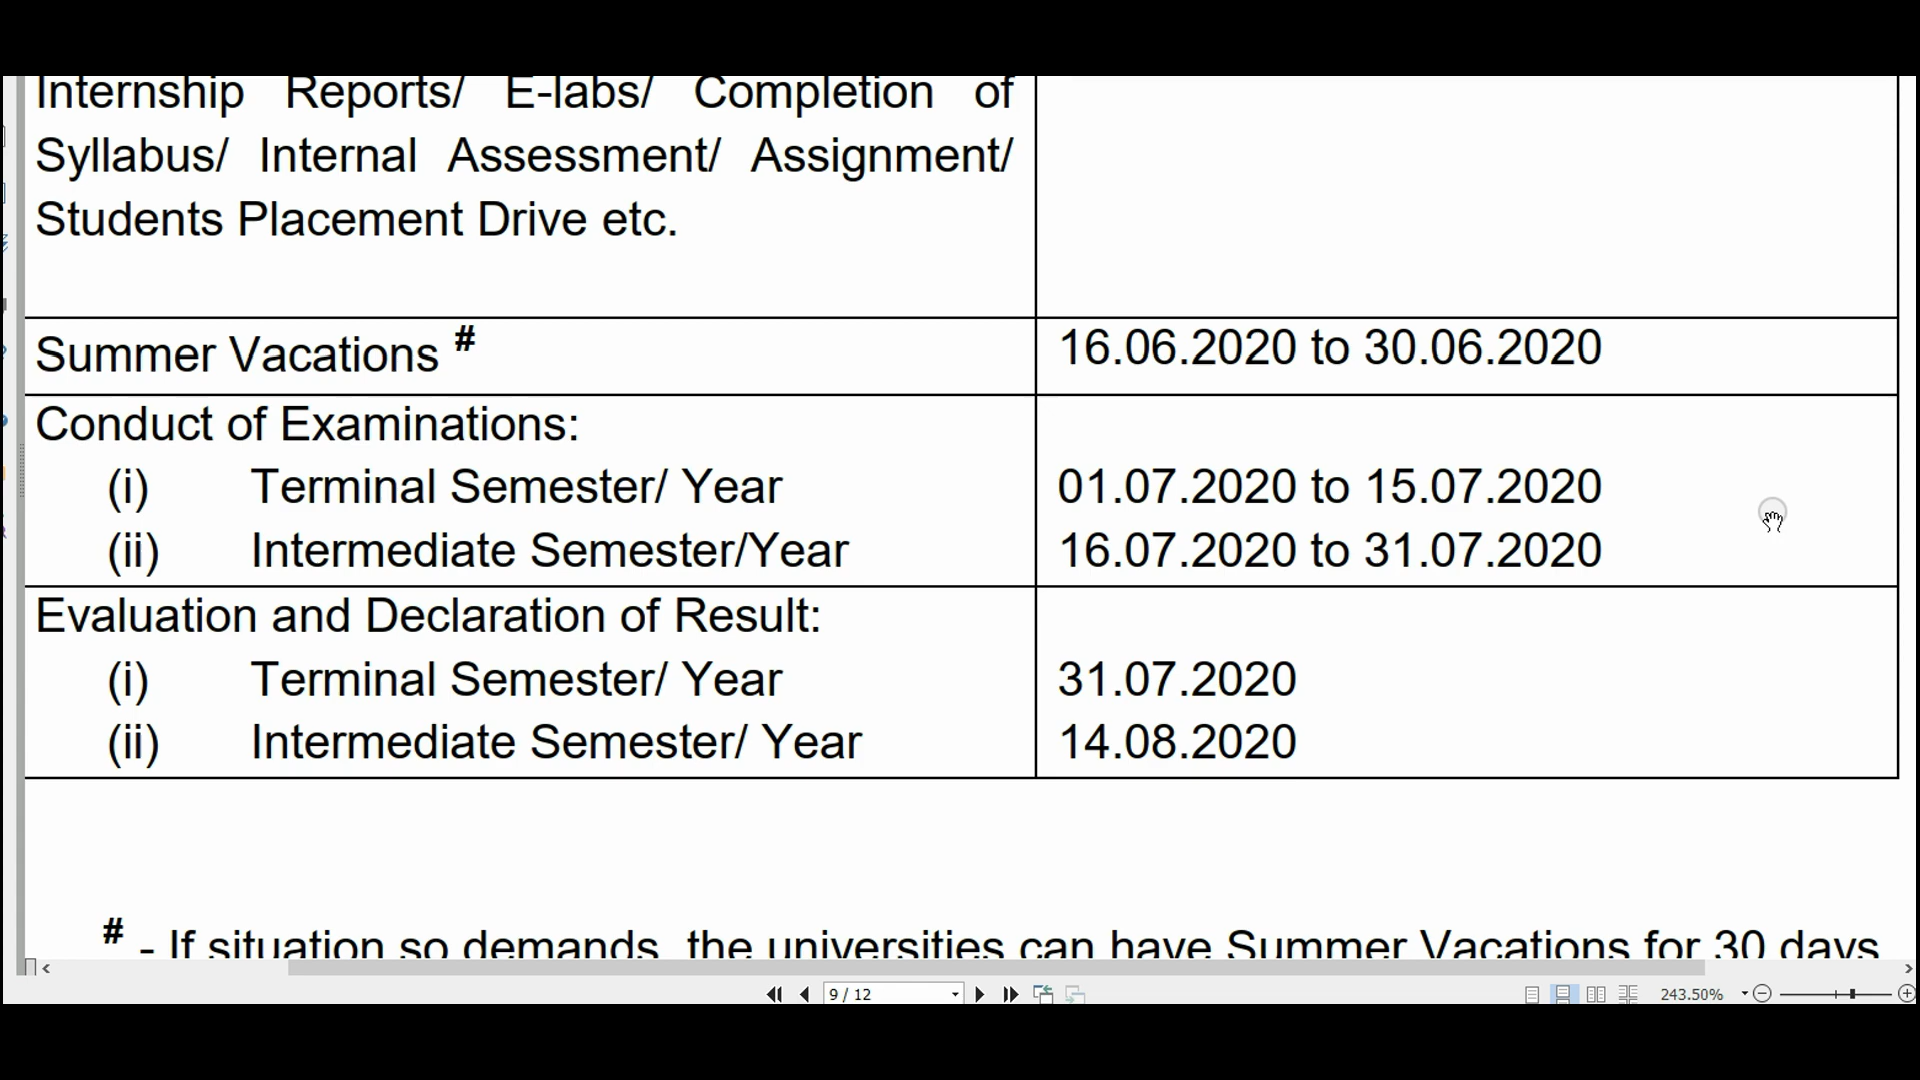 Internship Reports/ E-labs/ Completion of
Syllabus/ Internal Assessment/ Assignment/
Students Placement Drive etc.
Summer Vacations #
16.06.2020 to 30.06.2020
Conduct of Examinations:
(i) Terminal Semester/ Year
01.07.2020 to 15.07.2020
(ii) Intermediate Semester/Year
16.07.2020 to 31.07.2020
Evaluation and Declaration of Result:
(i) Terminal Semester/ Year
31.07.2020
(ii) Intermediate Semester/ Year
14.08.2020
# - If situation so demands, the universities can have Summer Vacations for 30 days
9 / 12
243.50%